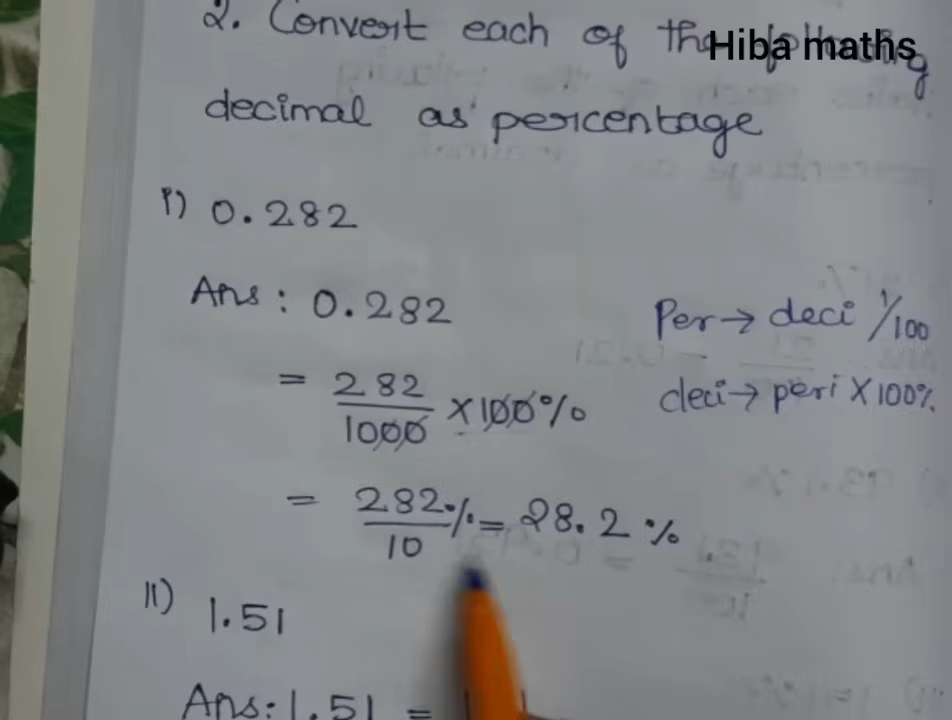 2. Convert each of the following
Hiba maths
decimal as percentage
i) 0.282
Ans : 0.282
Per → deci 1/100
= 282/1000 × 100%
deci → peri × 100%
= 282%/10 = 28.2%
ii) 1.51
Ans: 1.51 =